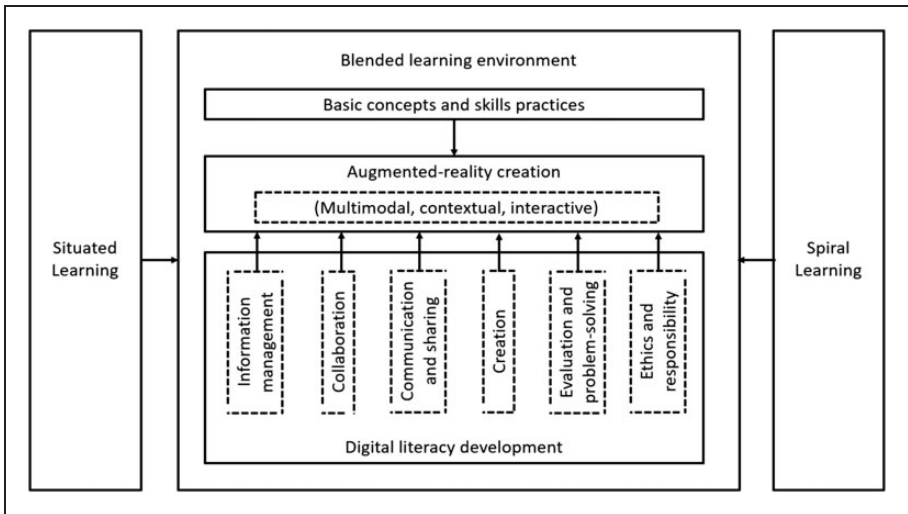 Blended learning environment
Basic concepts and skills practices
Augmented-reality creation
(Multimodal, contextual, interactive)
Situated
Learning
Spiral
Learning
Information
management
Collaboration
Communication
and sharing
Creation
Evaluation and
problem-solving
Ethics and
responsibility
Digital literacy development